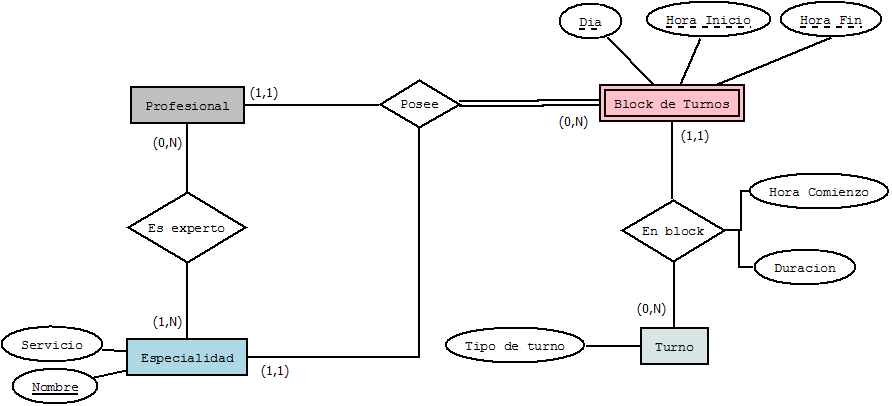 Dia
Hora Inicio
Hora Fin
Profesional
(1,1)
Posee
Block de Turnos
(0,N)
(1,1)
(0,N)
Hora Comienzo
Es experto
En block
Duracion
(1,N)
(0,N)
Servicio
Especialidad
Tipo de turno
Turno
(1,1)
Nombre